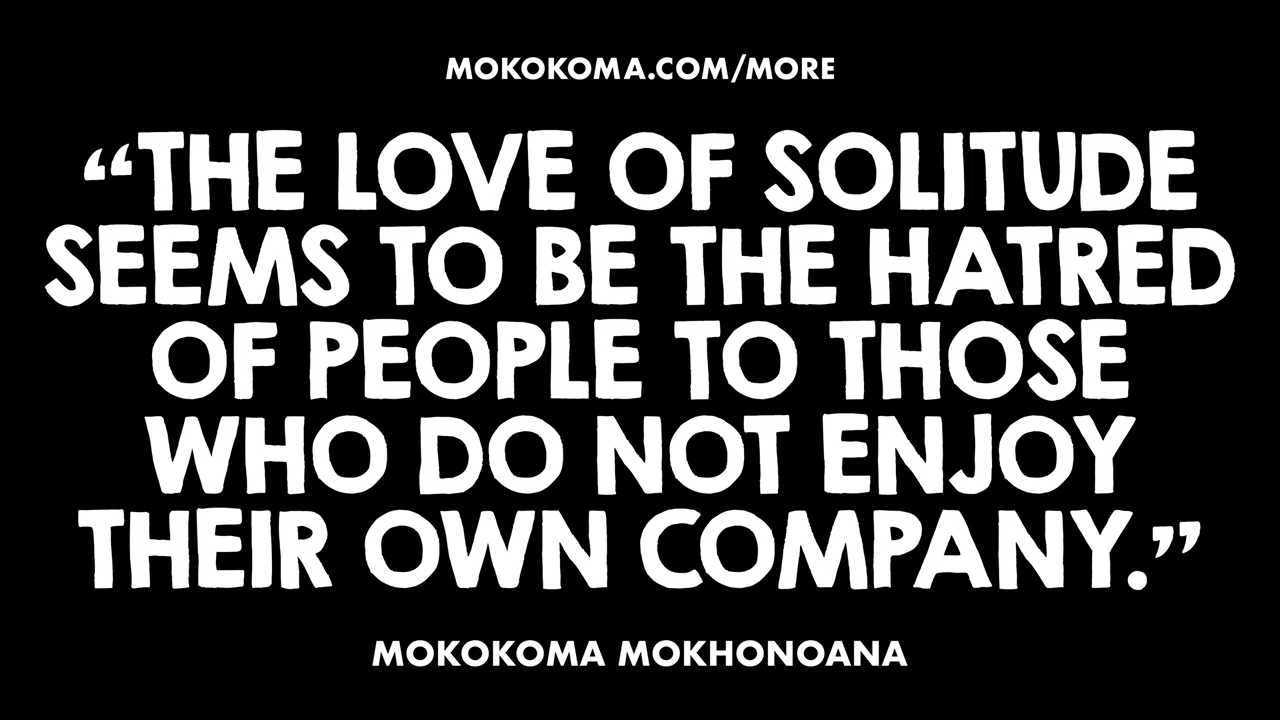 MOKOKOMA.COM/MORE
“THE LOVE OF SOLITUDE
SEEMS TO BE THE HATRED
OF PEOPLE TO THOSE
WHO DO NOT ENJOY
THEIR OWN COMPANY.”
MOKOKOMA MOKHONOANA